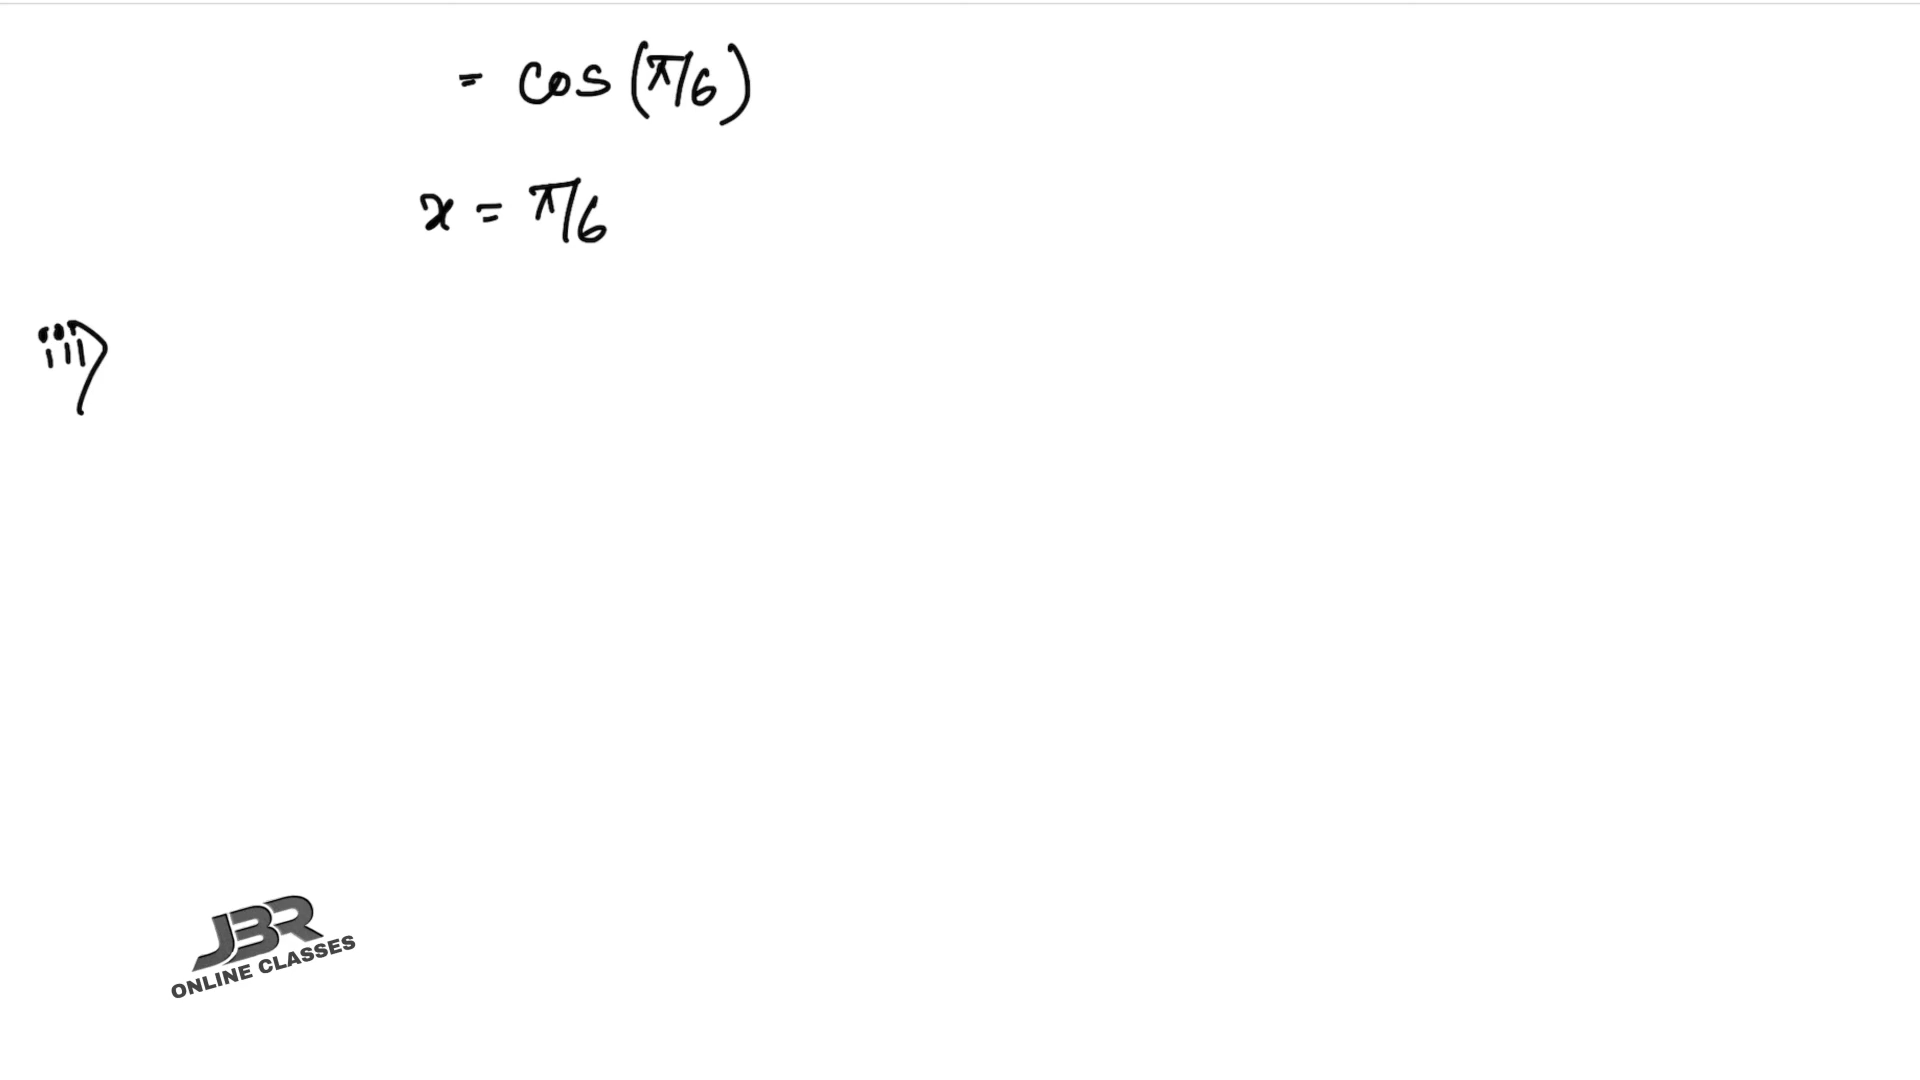 = cos (π/6)
x = π/6
iii)
JBR
ONLINE CLASSES